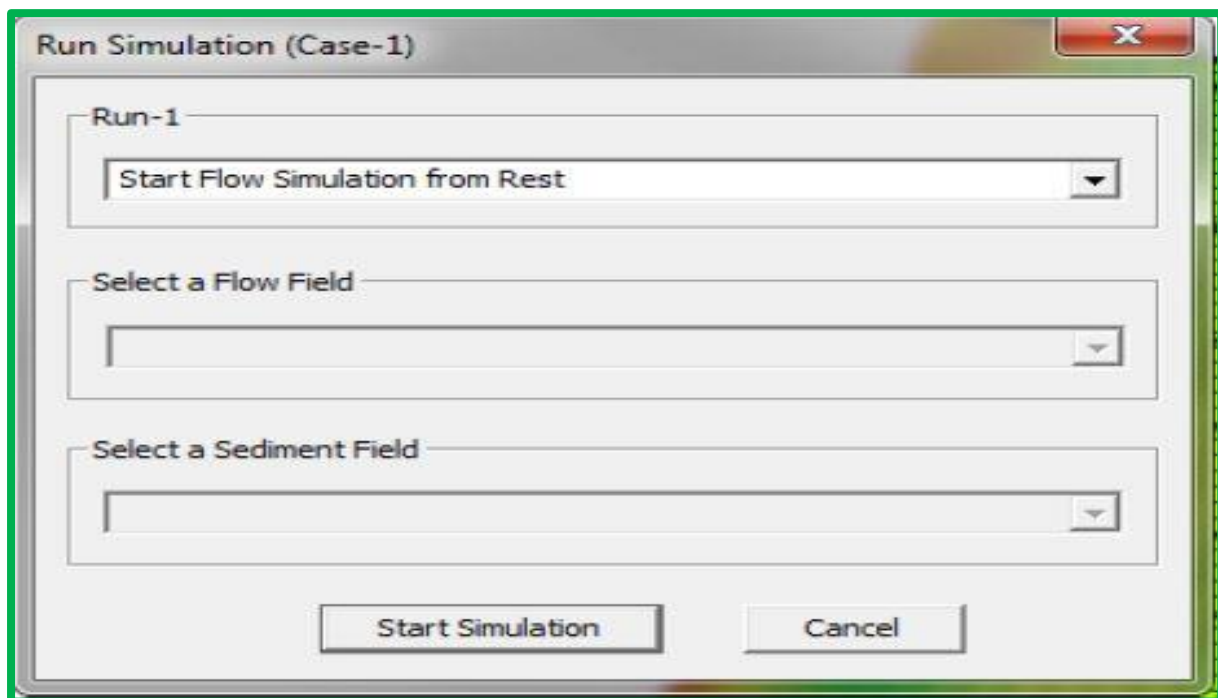 Run Simulation (Case-1)
Run-1
Start Flow Simulation from Rest
Select a Flow Field
Select a Sediment Field
Start Simulation
Cancel